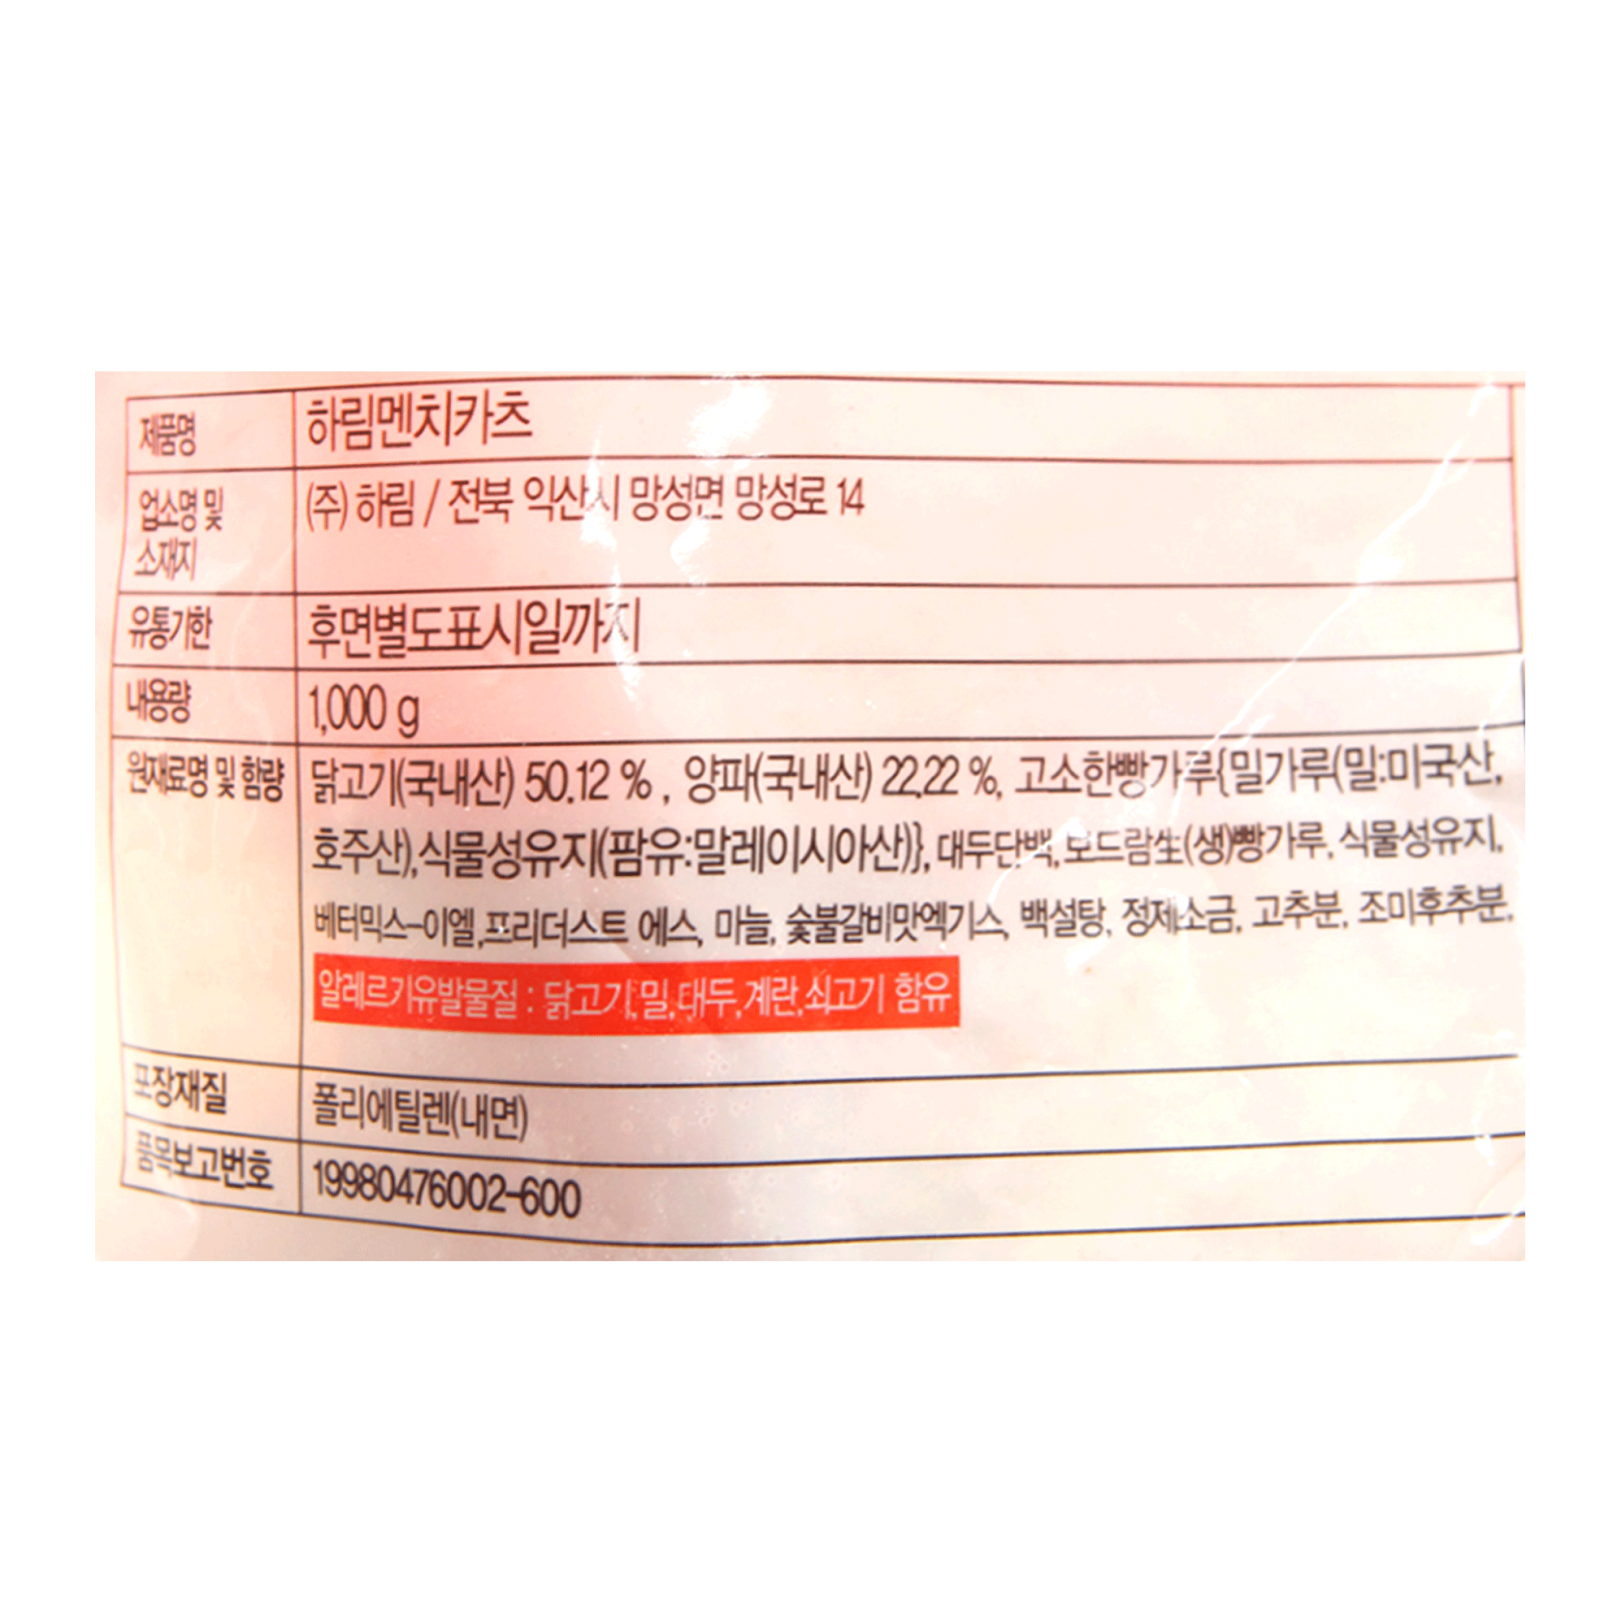 제품명 하림멘치카츠
업소명 및 (주) 하림 / 전북 익산시 망성면 망성로 14
소재지
유통기한 후면별도표시일까지
내용량 1,000 g
원재료명 및 함량 닭고기(국내산) 50.12 % , 양파(국내산) 22.22 %, 고소한빵가루{밀가루(밀:미국산,
호주산), 식물성유지(팜유:말레이시아산)}, 대두단백, 보드람生(생)빵가루, 식물성유지,
베터믹스-이엘,프리더스트 에스, 마늘, 숯불갈비맛엑기스, 백설탕, 정제소금, 고추분, 조미후추분,
알레르기유발물질 : 닭고기,밀,대두,계란,쇠고기 함유
포장재질 폴리에틸렌(내면)
품목보고번호 19980476002-600